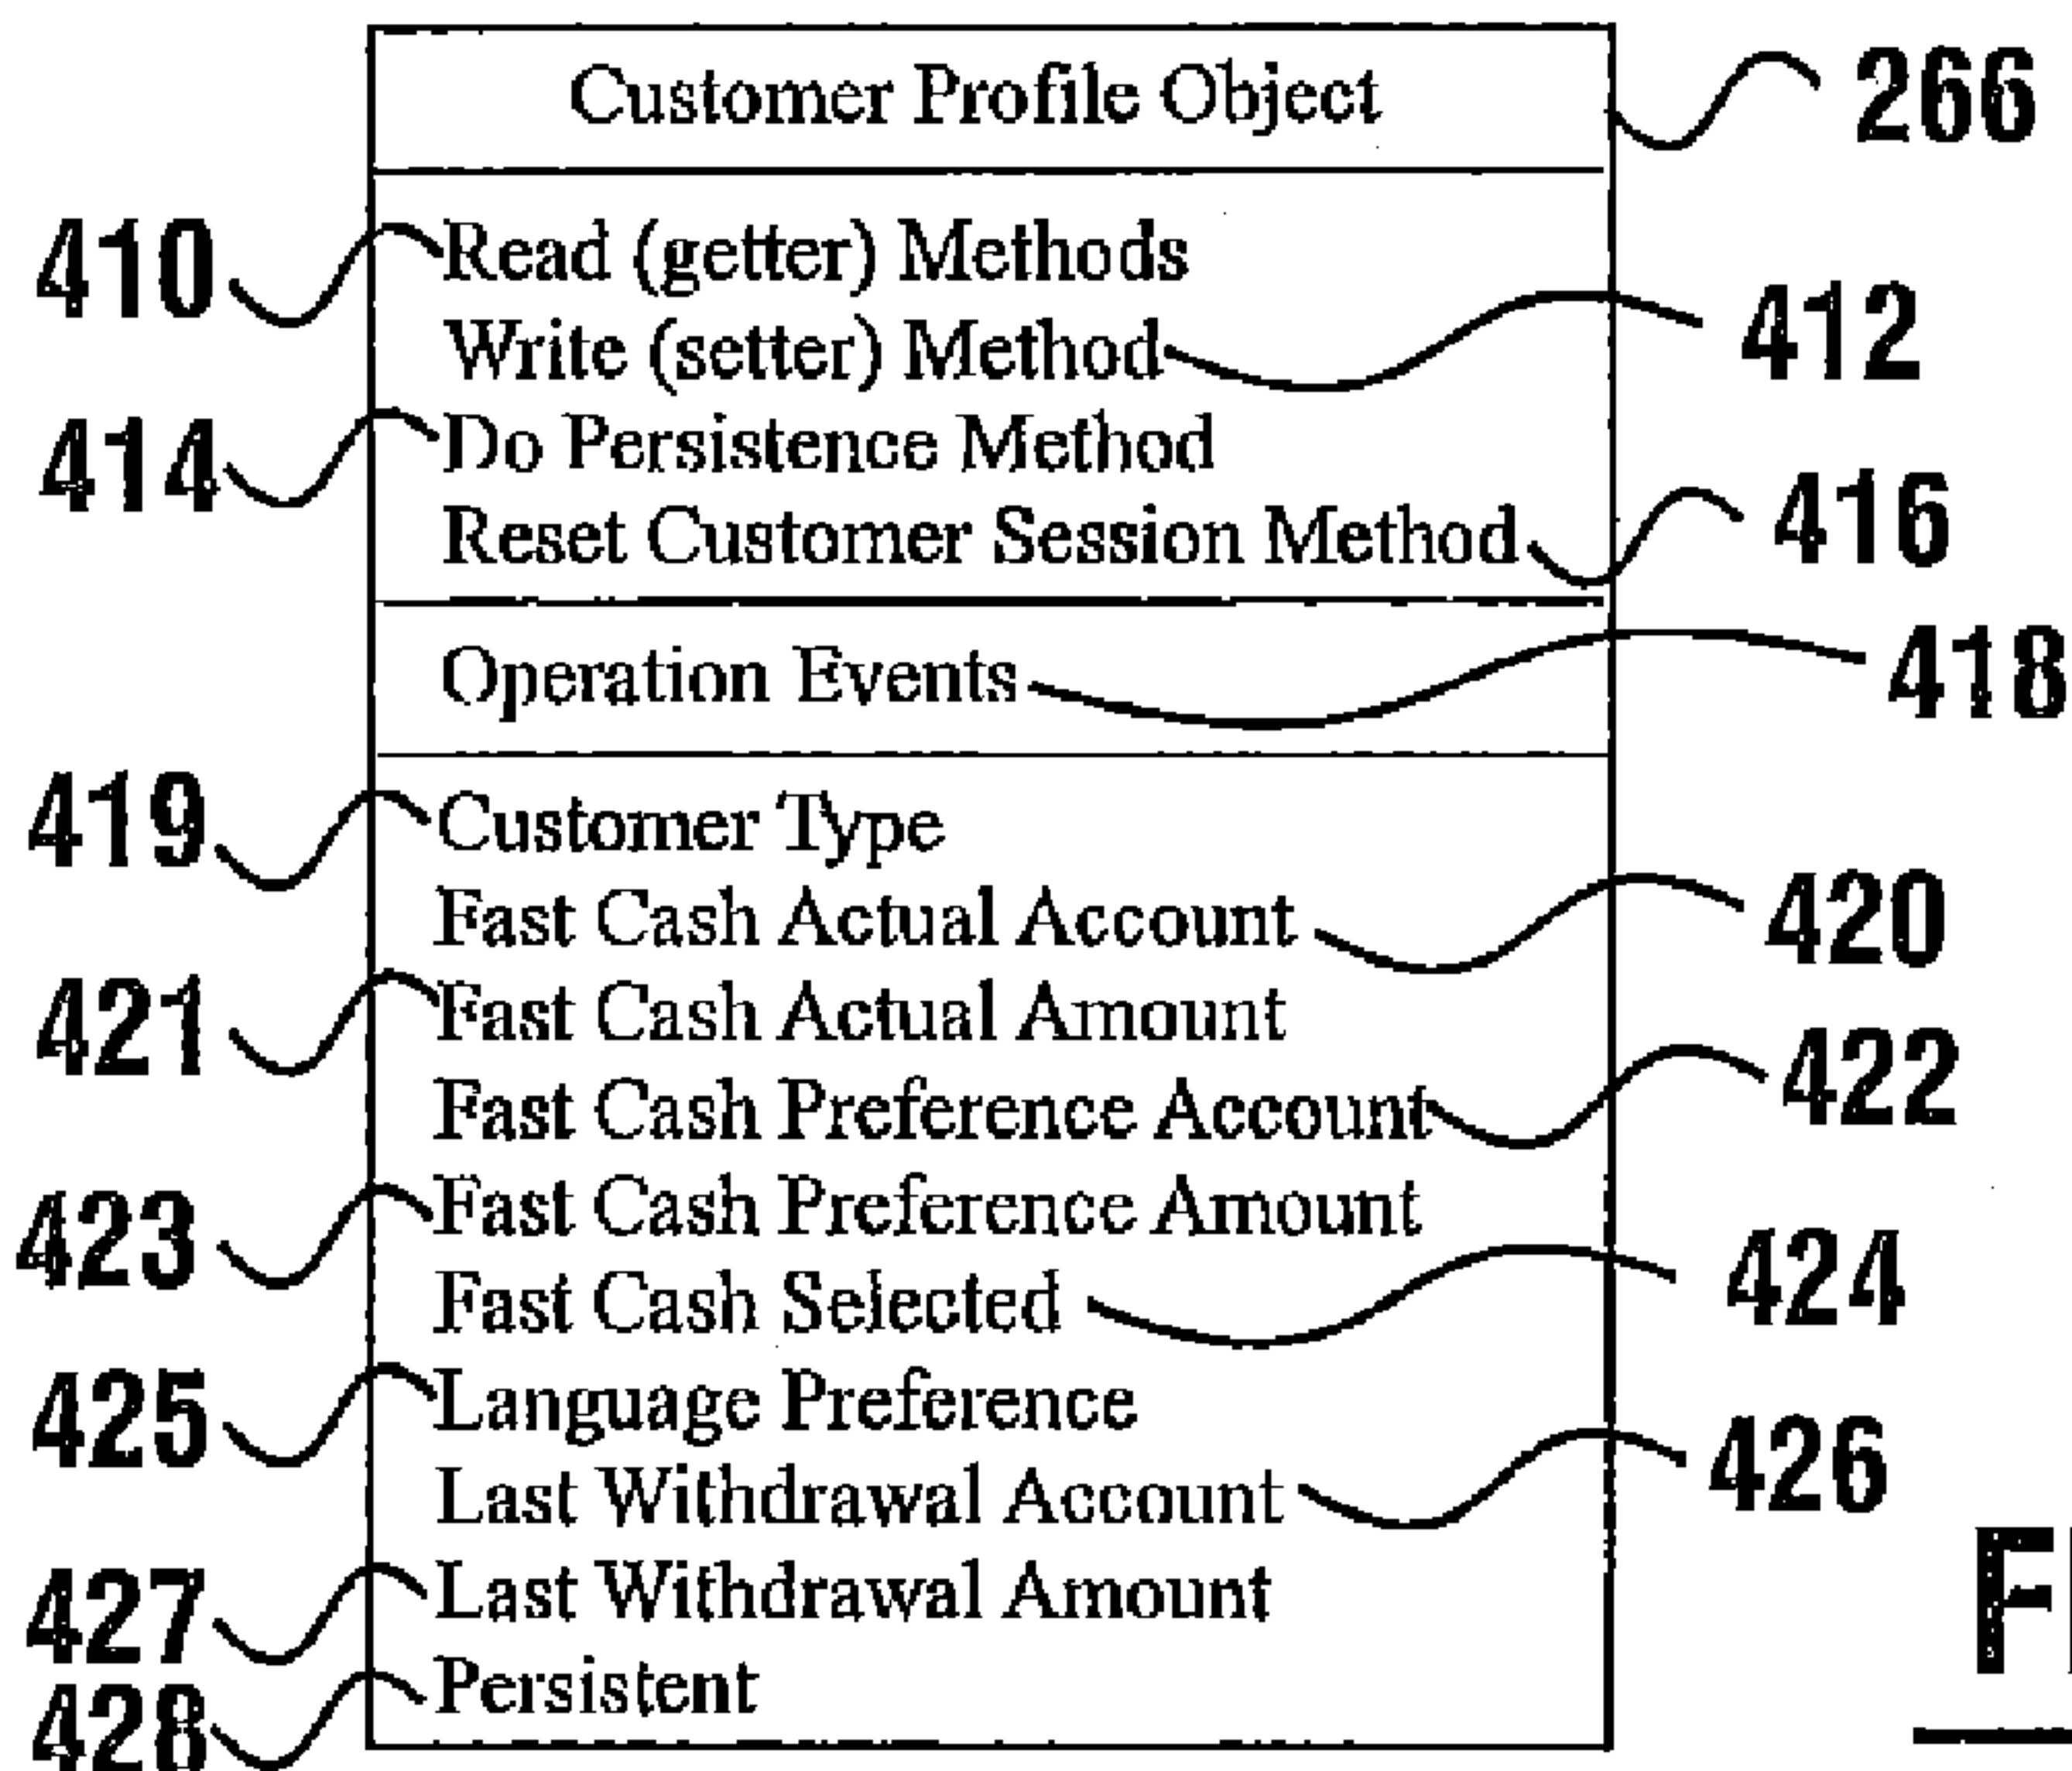 Customer Profile Object 266
410 Read (getter) Methods
Write (setter) Method 412
414 Do Persistence Method
Reset Customer Session Method 416
Operation Events 418
419 Customer Type
Fast Cash Actual Account 420
421 Fast Cash Actual Amount
Fast Cash Preference Account 422
423 Fast Cash Preference Amount
Fast Cash Selected 424
425 Language Preference
Last Withdrawal Account 426
427 Last Withdrawal Amount
428 Persistent